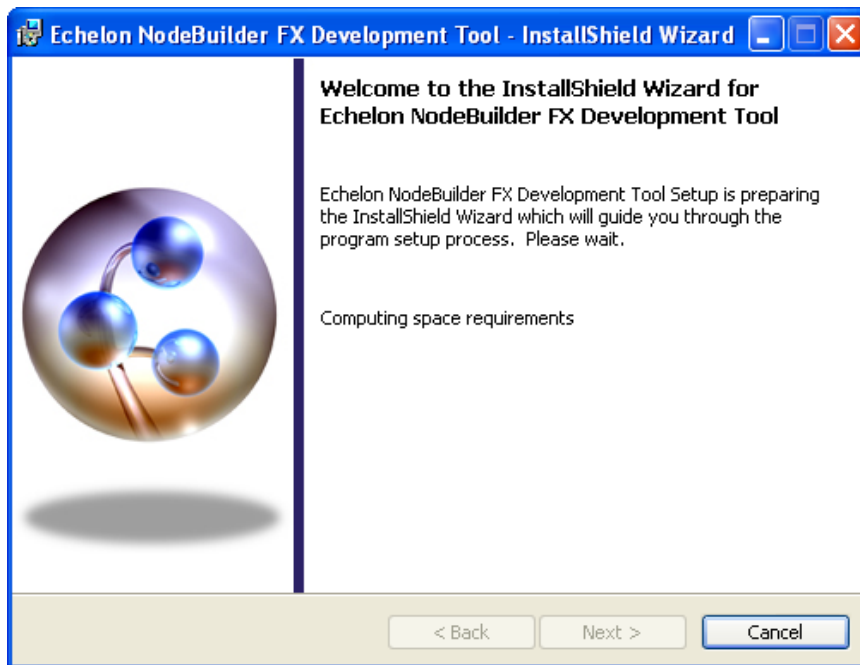 Echelon NodeBuilder FX Development Tool - InstallShield Wizard
Welcome to the InstallShield Wizard for
Echelon NodeBuilder FX Development Tool
Echelon NodeBuilder FX Development Tool Setup is preparing
the InstallShield Wizard which will guide you through the
program setup process.  Please wait.
Computing space requirements
< Back
Next >
Cancel